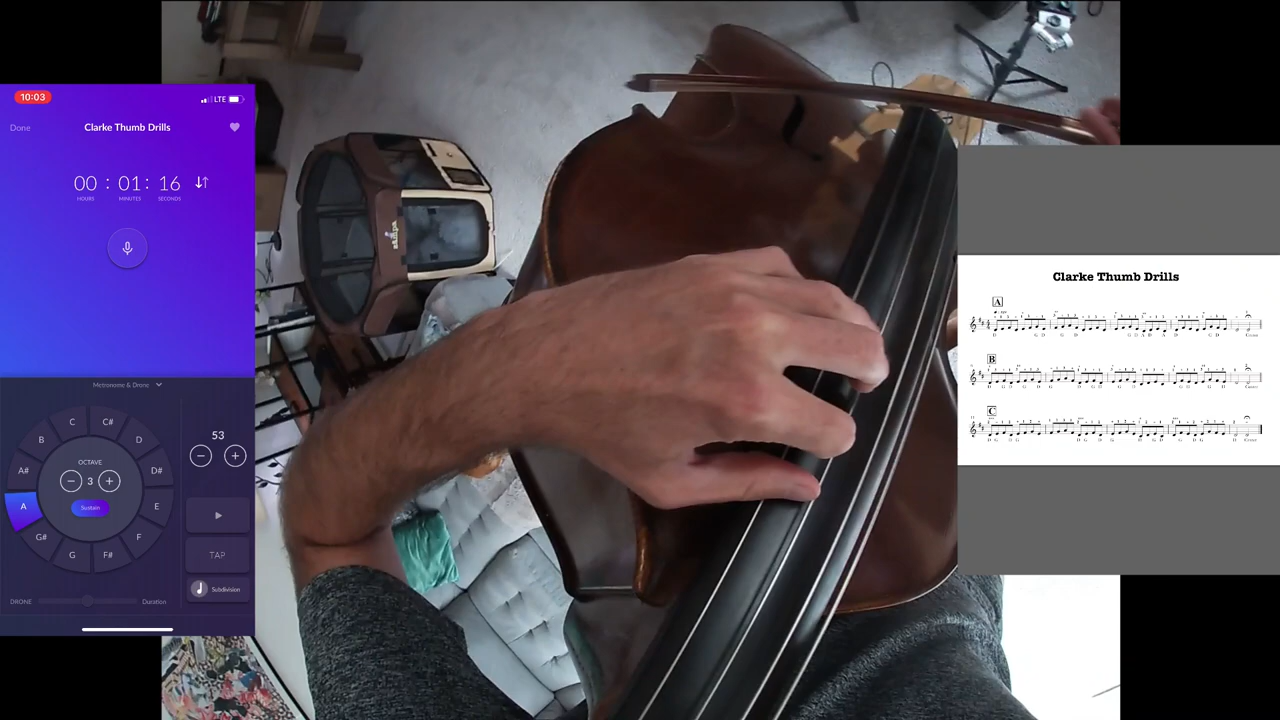 10:03
LTE
Done
Clarke Thumb Drills
00 : 01 : 16
HOURS
MINUTES
SECONDS
Metronome & Drone
C
C#
B
D
A#
D#
A
E
G#
F
G
F#
OCTAVE
3
Sustain
53
TAP
Subdivision
DRONE
Duration
Clarke Thumb Drills
A
B
C